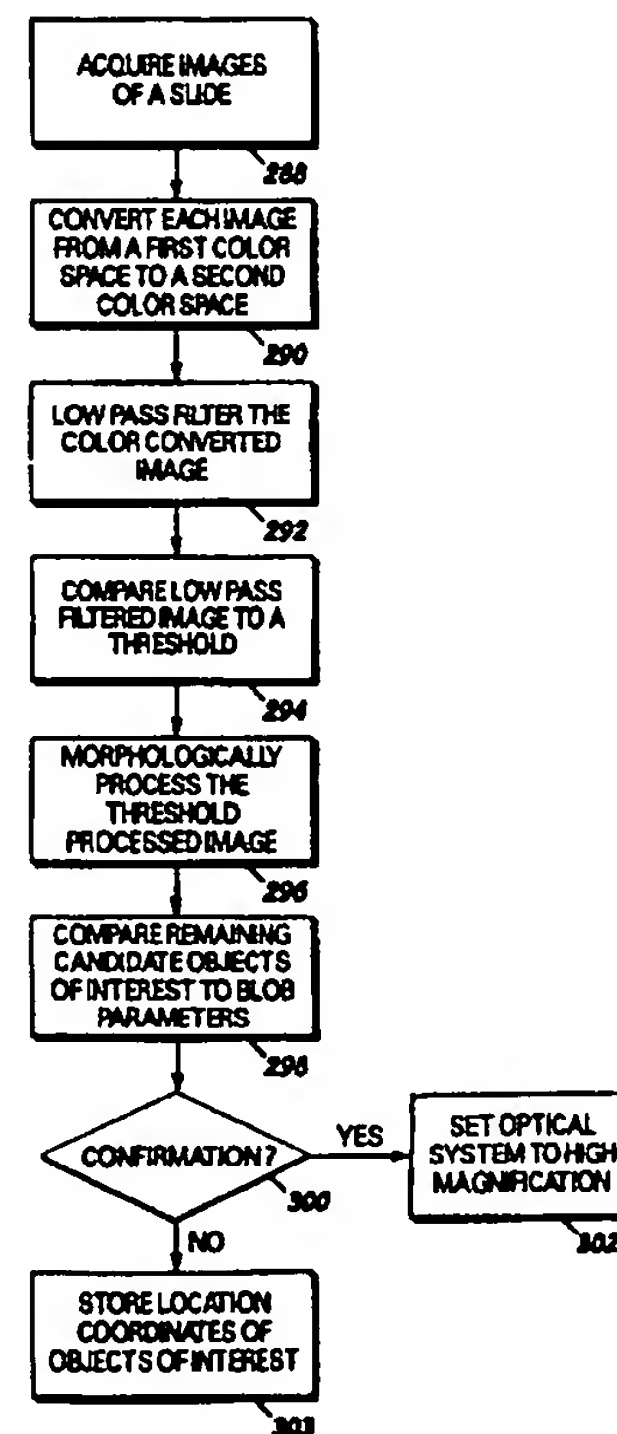 ACQUIRE IMAGES
OF A SLIDE
288
CONVERT EACH IMAGE
FROM A FIRST COLOR
SPACE TO A SECOND
COLOR SPACE
290
LOW PASS FILTER THE
COLOR CONVERTED
IMAGE
292
COMPARE LOW PASS
FILTERED IMAGE TO A
THRESHOLD
294
MORPHOLOGICALLY
PROCESS THE
THRESHOLD
PROCESSED IMAGE
296
COMPARE REMAINING
CANDIDATE OBJECTS
OF INTEREST TO BLOB
PARAMETERS
298
CONFIRMATION?
300
YES
SET OPTICAL
SYSTEM TO HIGH
MAGNIFICATION
302
NO
STORE LOCATION
COORDINATES OF
OBJECTS OF INTEREST
303